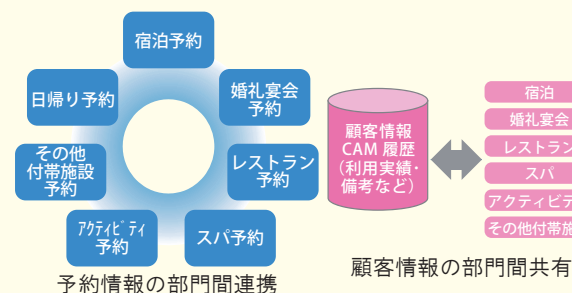 宿泊予約
日帰り予約
婚礼宴会
予約
その他
付帯施設
予約
レストラン
予約
ｱｸﾃｨﾋﾞﾃｨ
予約
スパ予約
予約情報の部門間連携
顧客情報
CAM 履歴
（利用実績・
備考など）
宿泊
婚礼宴会
レストラン
スパ
アクティビテ
その他付帯施
顧客情報の部門間共有